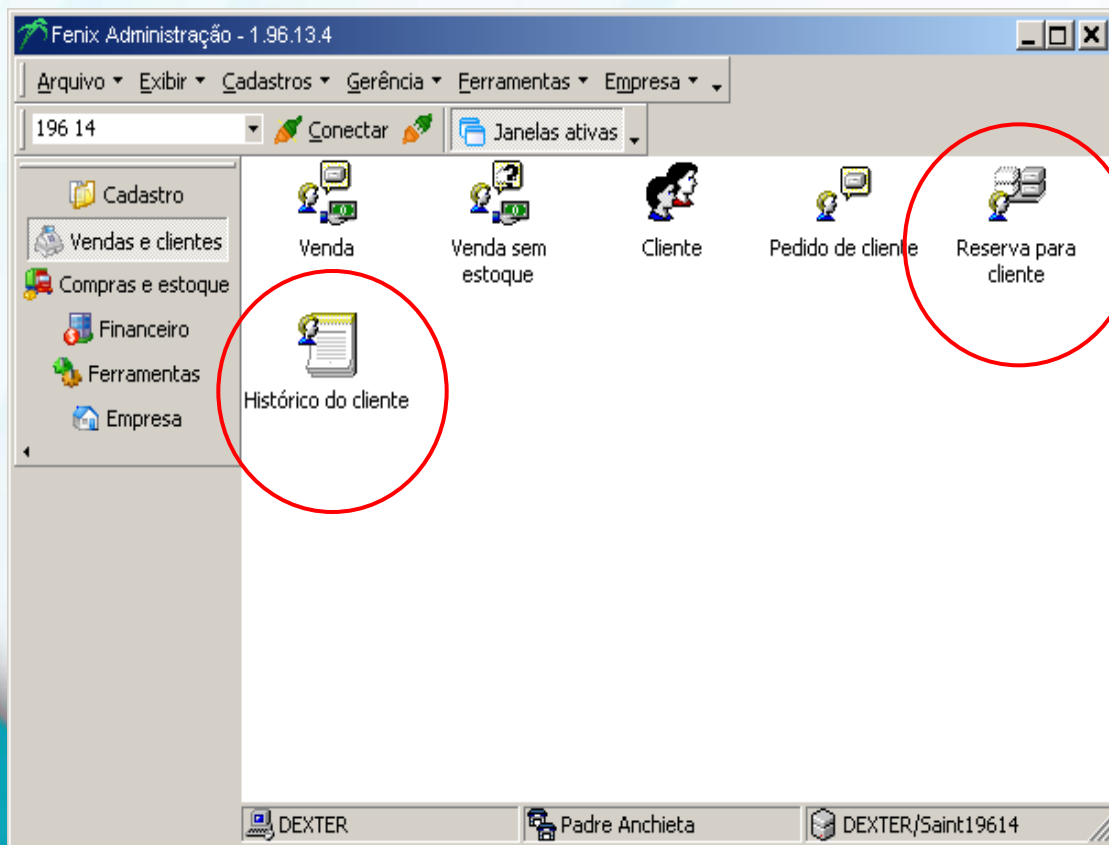 Fenix Administração - 1.96.13.4
Arquivo Exibir Cadastros Gerência Ferramentas Empresa
196 14 Conectar Janelas ativas
Cadastro
Vendas e clientes
Compras e estoque
Financeiro
Ferramentas
Empresa
Venda
Venda sem
estoque
Cliente
Pedido de cliente
Reserva para
cliente
Histórico do cliente
DEXTER Padre Anchieta DEXTER/Saint19614